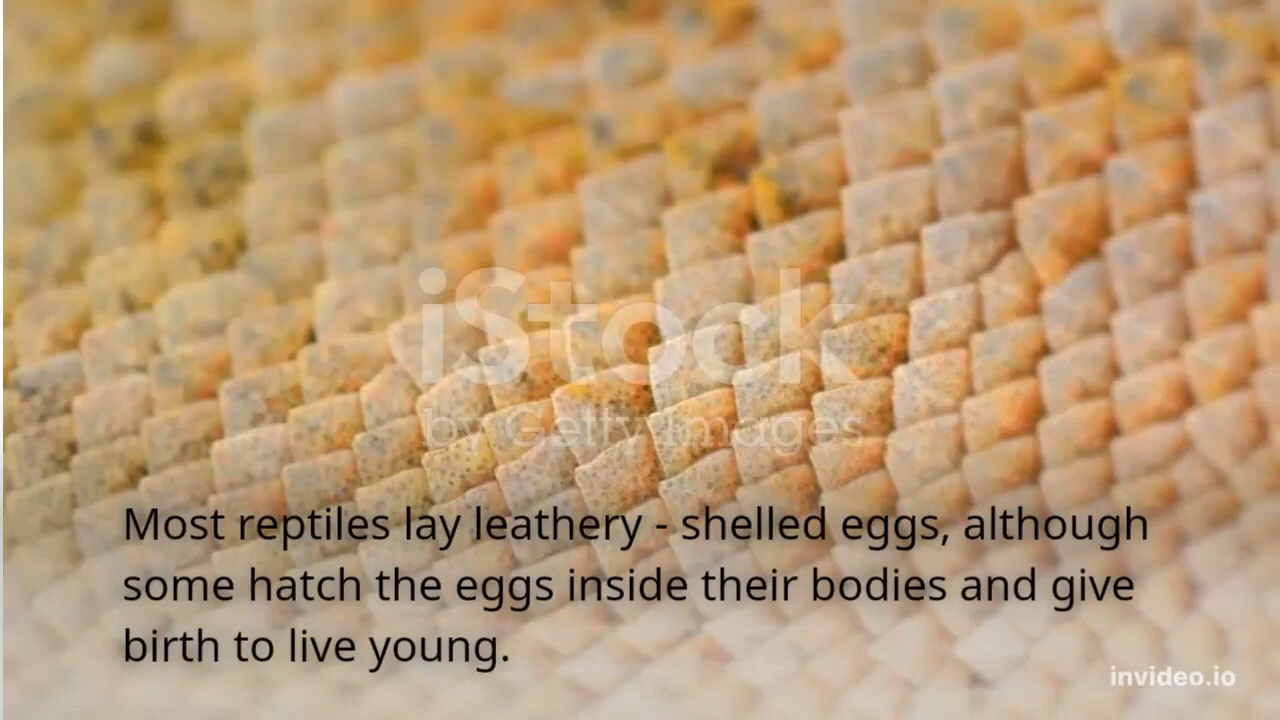 iStock
by Getty Images
Most reptiles lay leathery - shelled eggs, although
some hatch the eggs inside their bodies and give
birth to live young.
invideo.io